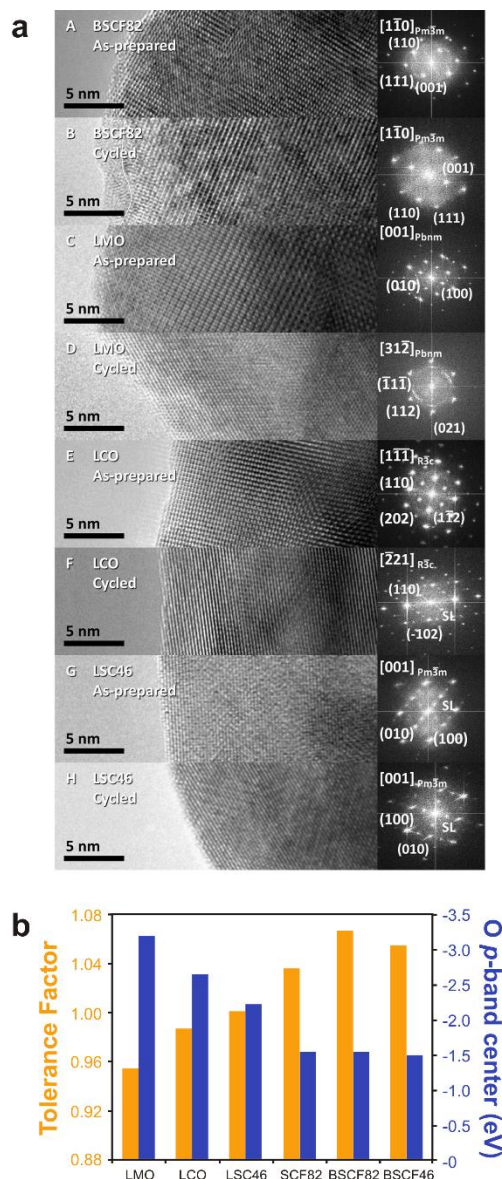 a
A BSCF82
As-prepared
5 nm
[11̅0]Pm3̅m
(110)
(111)
(001)
B BSCF82
Cycled
5 nm
[11̅0]Pm3̅m
(001)
(110) (111)
C LMO
As-prepared
5 nm
[001]Pbnm
(010) (100)
D LMO
Cycled
5 nm
[312̅]Pbnm
(1̅11̅)
(112)
(021)
E LCO
As-prepared
5 nm
[11̅1̅]R3̅c
(110)
(202) (11̅2)
F LCO
Cycled
5 nm
[2̅21]R3̅c
(110)
SL
(-102)
G LSC46
As-prepared
5 nm
[001]Pm3̅m
SL
(010) (100)
H LSC46
Cycled
5 nm
[001]Pm3̅m
(100)
SL
(010)
b
Tolerance Factor
1.08
1.04
1.00
0.96
0.92
0.88
-3.5
-3.0
-2.5
-2.0
-1.5
-1.0
-0.5
-0
O p-band center (eV)
LMO LCO LSC46 SCF82 BSCF82 BSCF46